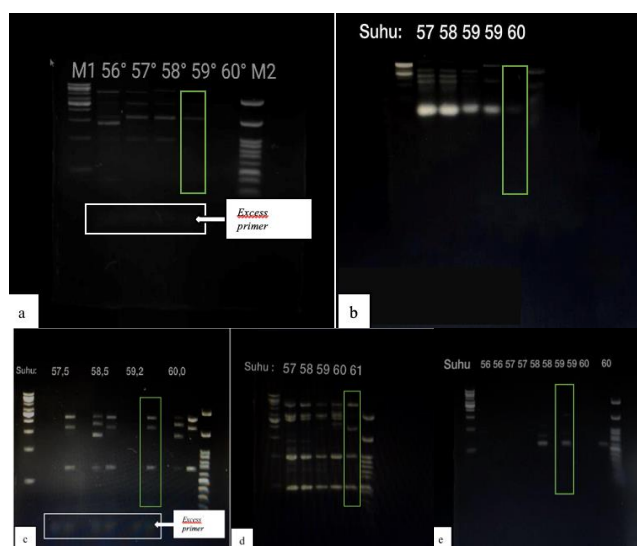 M1 56° 57° 58° 59° 60° M2
Excess
primer
a
Suhu: 57 58 59 59 60
b
Suhu: 57,5 58,5 59,2 60,0
Excess
primer
c
Suhu : 57 58 59 60 61
d
Suhu 56 56 57 57 58 58 59 59 60 60
e